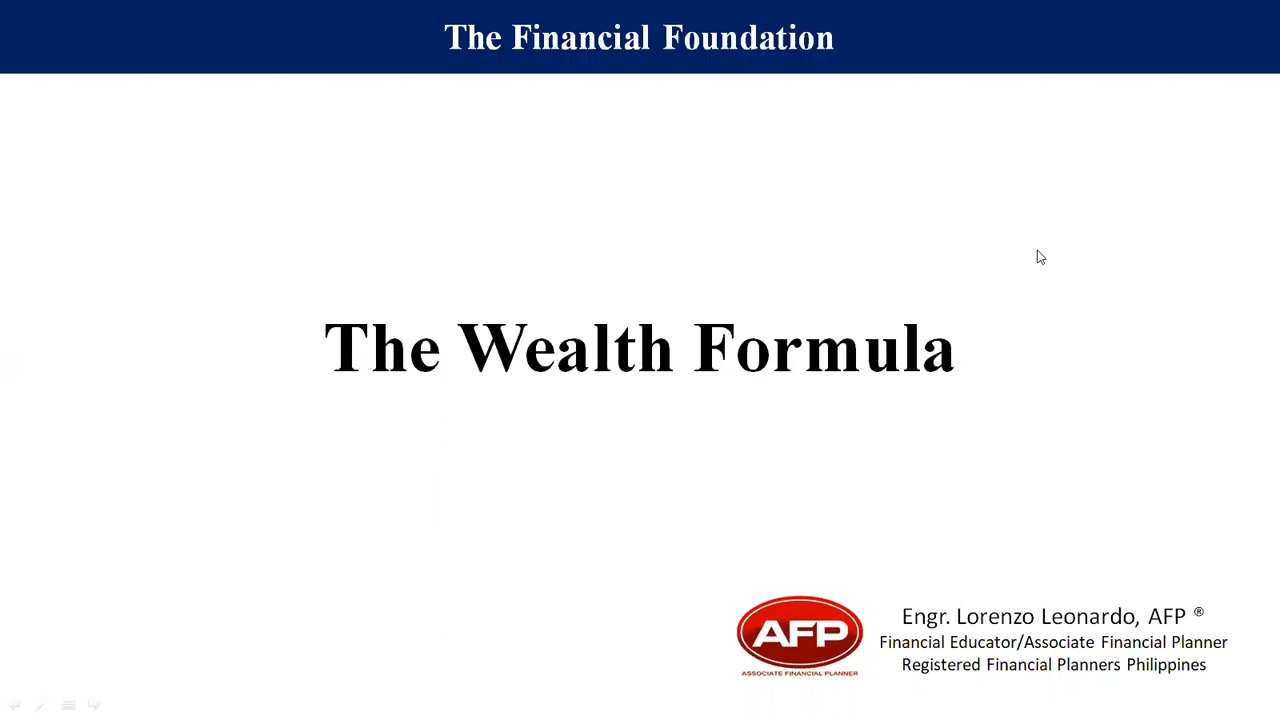 The Financial Foundation
The Wealth Formula
AFP
ASSOCIATE FINANCIAL PLANNER
Engr. Lorenzo Leonardo, AFP ®
Financial Educator/Associate Financial Planner
Registered Financial Planners Philippines